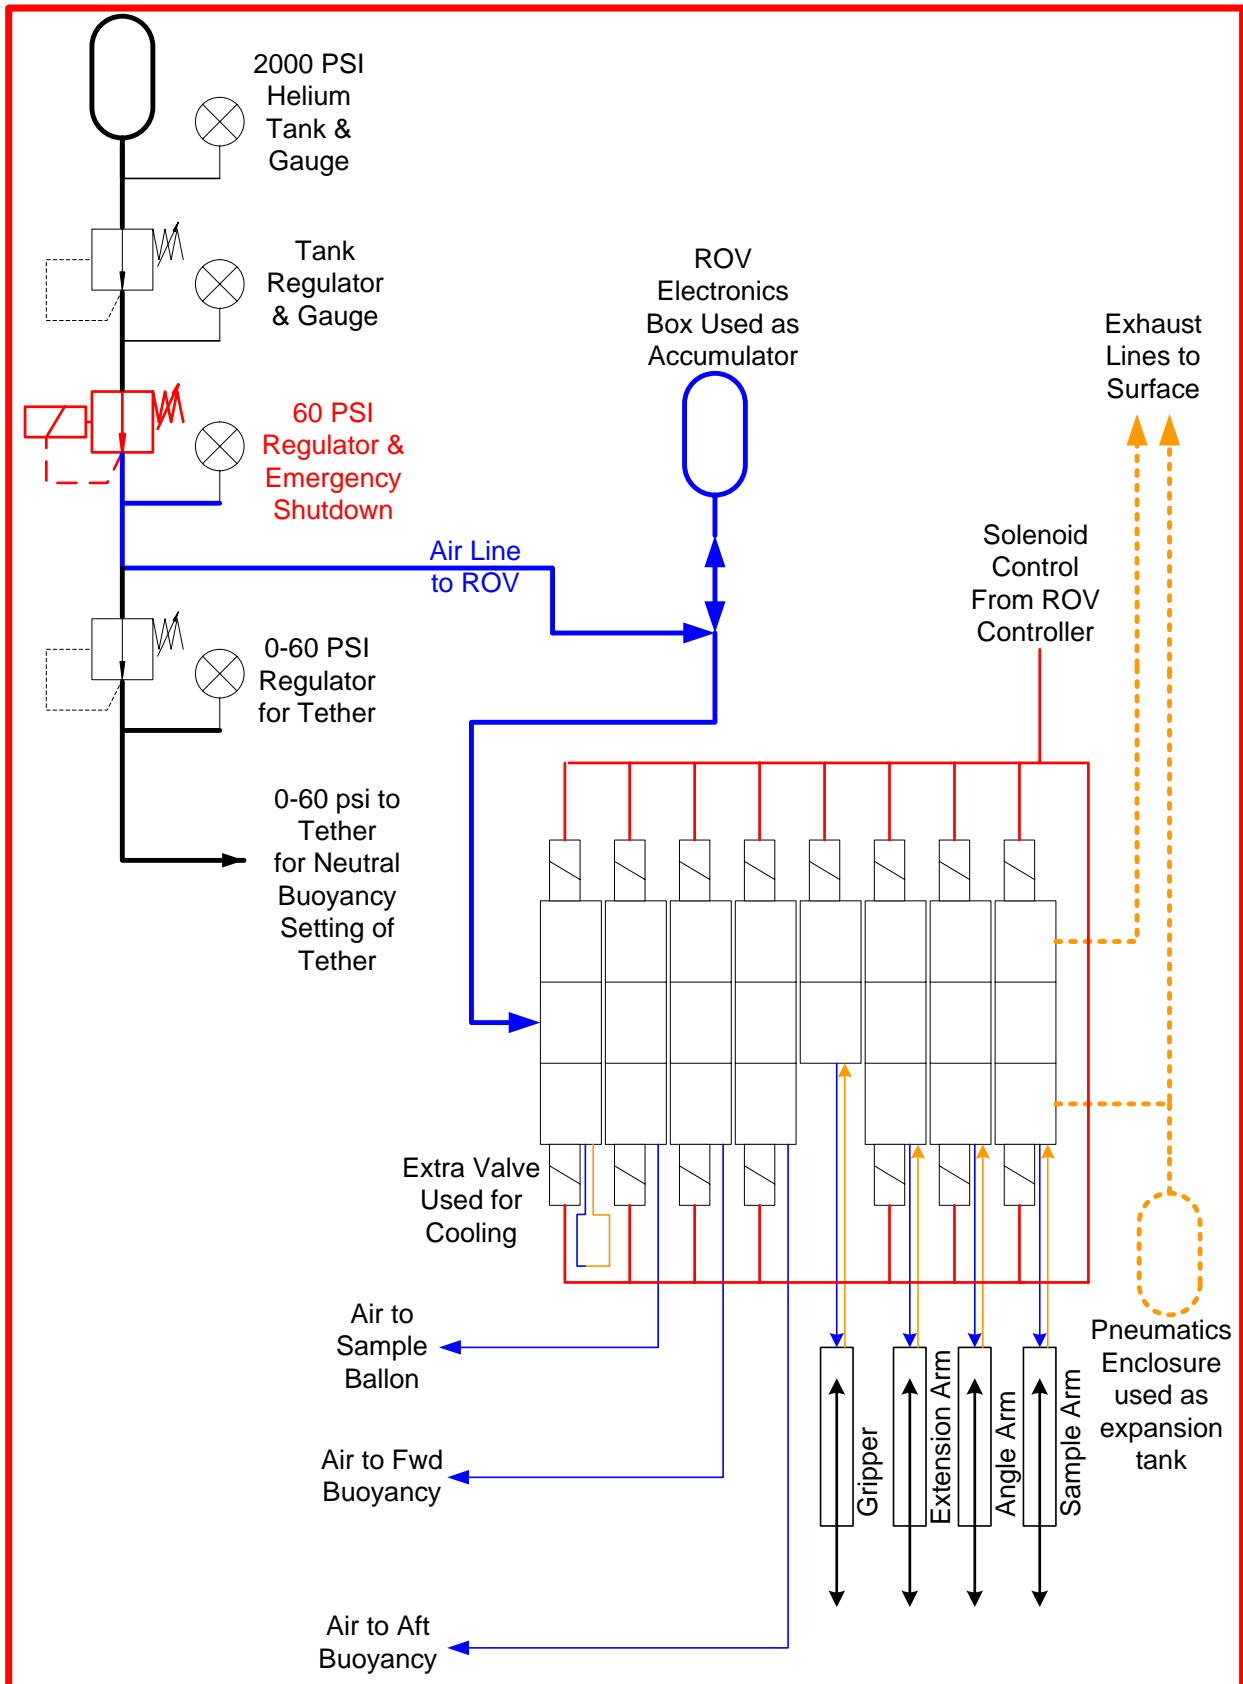 2000 PSI
Helium
Tank &
Gauge
Tank
Regulator
& Gauge
60 PSI
Regulator &
Emergency
Shutdown
0-60 PSI
Regulator
for Tether
0-60 psi to
Tether
for Neutral
Buoyancy
Setting of
Tether
Air Line
to ROV
ROV
Electronics
Box Used as
Accumulator
Exhaust
Lines to
Surface
Solenoid
Control
From ROV
Controller
Extra Valve
Used for
Cooling
Air to
Sample
Ballon
Air to Fwd
Buoyancy
Air to Aft
Buoyancy
Gripper
Extension Arm
Angle Arm
Sample Arm
Pneumatics
Enclosure
used as
expansion
tank